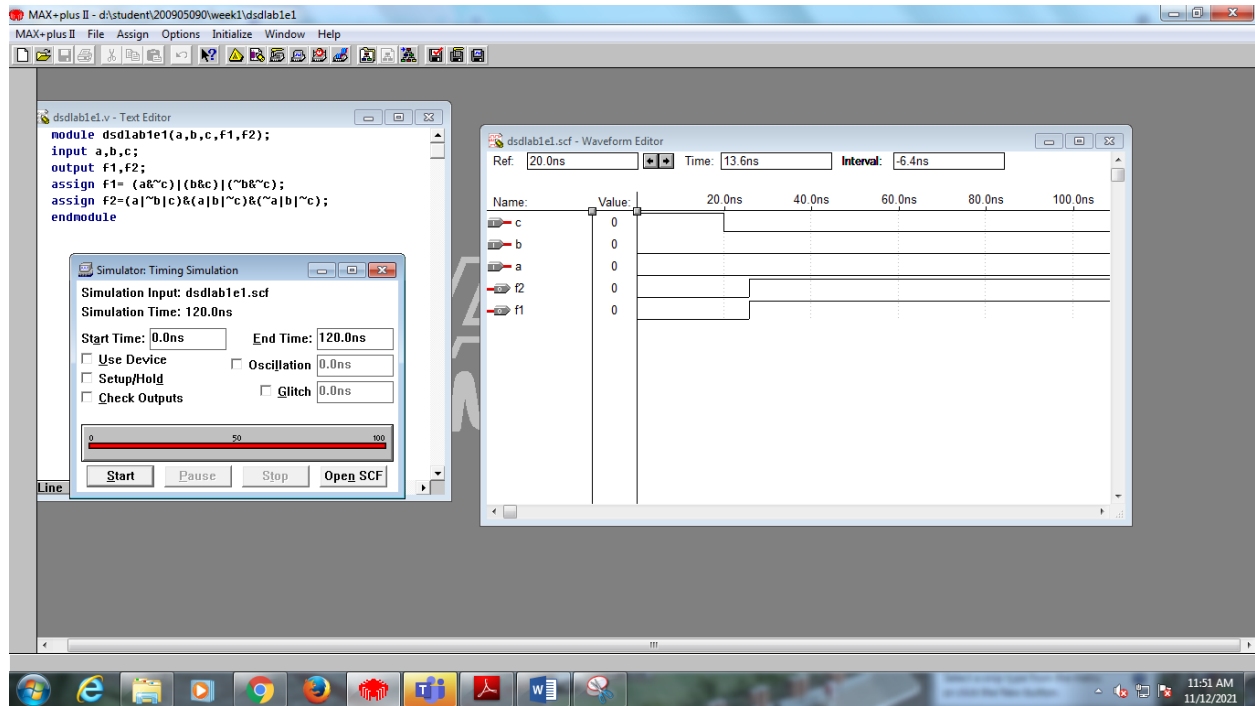 MAX+plus II - d:\student\200905090\week1\dsdlab1e1
MAX+plus II File Assign Options Initialize Window Help
dsdlab1e1.v - Text Editor
module dsdlab1e1(a,b,c,f1,f2);
input a,b,c;
output f1,f2;
assign f1= (a&~c)|(b&c)|(~b&~c);
assign f2=(a|~b|c)&(a|b|~c)&(~a|b|~c);
endmodule
Line
Simulator: Timing Simulation
Simulation Input: dsdlab1e1.scf
Simulation Time: 120.0ns
Start Time: 0.0ns End Time: 120.0ns
Use Device
Oscillation 0.0ns
Setup/Hold
Glitch 0.0ns
Check Outputs
0 50 100
Start Pause Stop Open SCF
dsdlab1e1.scf - Waveform Editor
Ref: 20.0ns Time: 13.6ns Interval: -6.4ns
Name: Value: 20.0ns 40.0ns 60.0ns 80.0ns 100.0ns
c 0
b 0
a 0
f2 0
f1 0
11:51 AM
11/12/2021